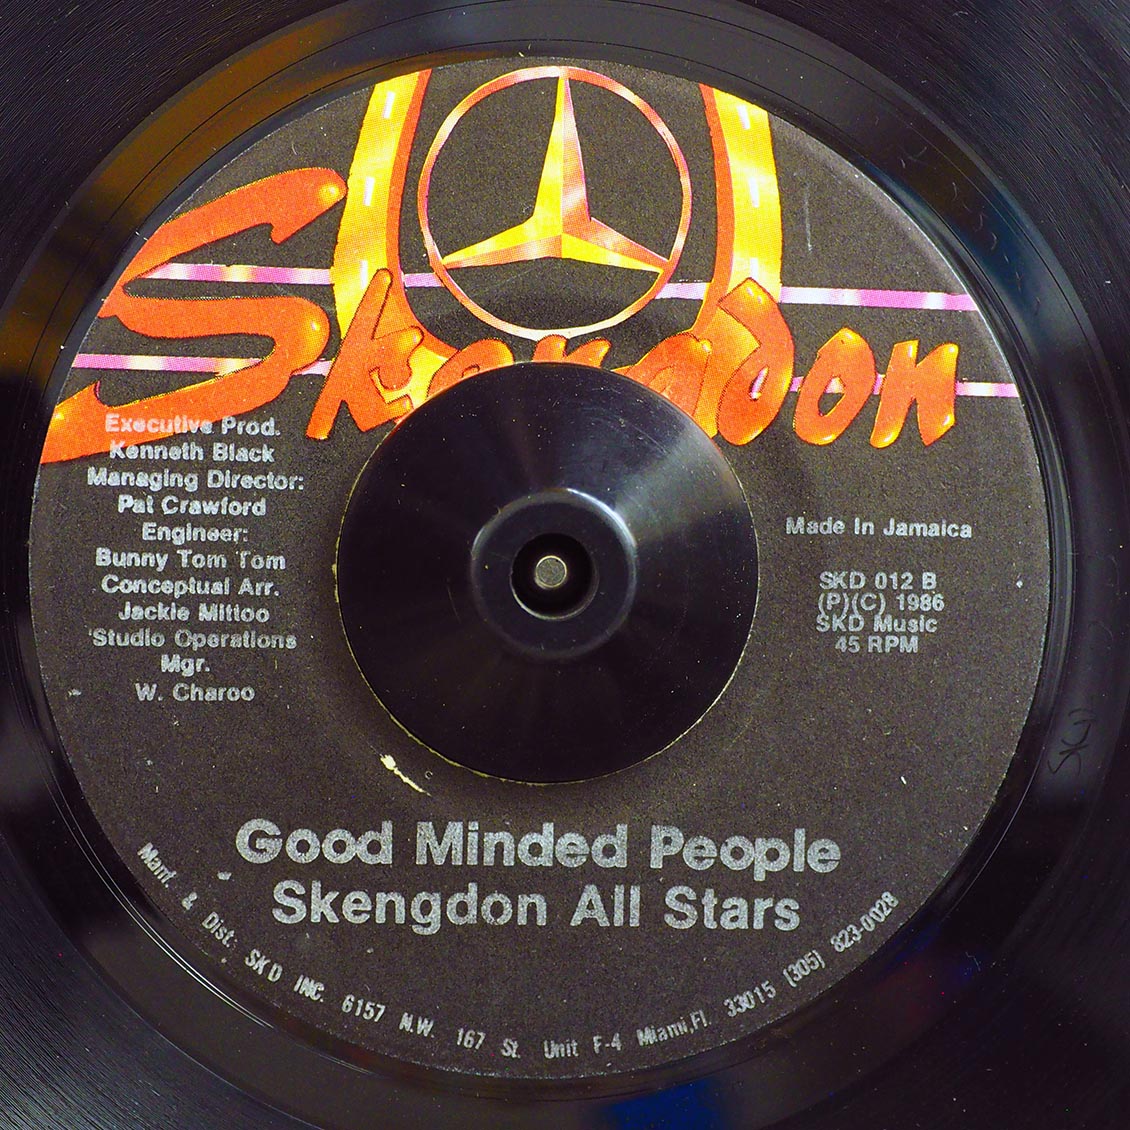 Skengdon
Executive Prod.
Kenneth Black
Managing Director:
Pat Crawford
Engineer:
Bunny Tom Tom
Conceptual Arr.
Jackie Mittoo
Studio Operations
Mgr.
W. Charoo
Made In Jamaica
SKD 012 B
(P)(C) 1986
SKD Music
45 RPM
Good Minded People
Skengdon All Stars
Manf. & Dist. SKD INC. 6157 N.W. 167 St. Unit F-4 Miami, Fl. 33015 (305) 823-0028